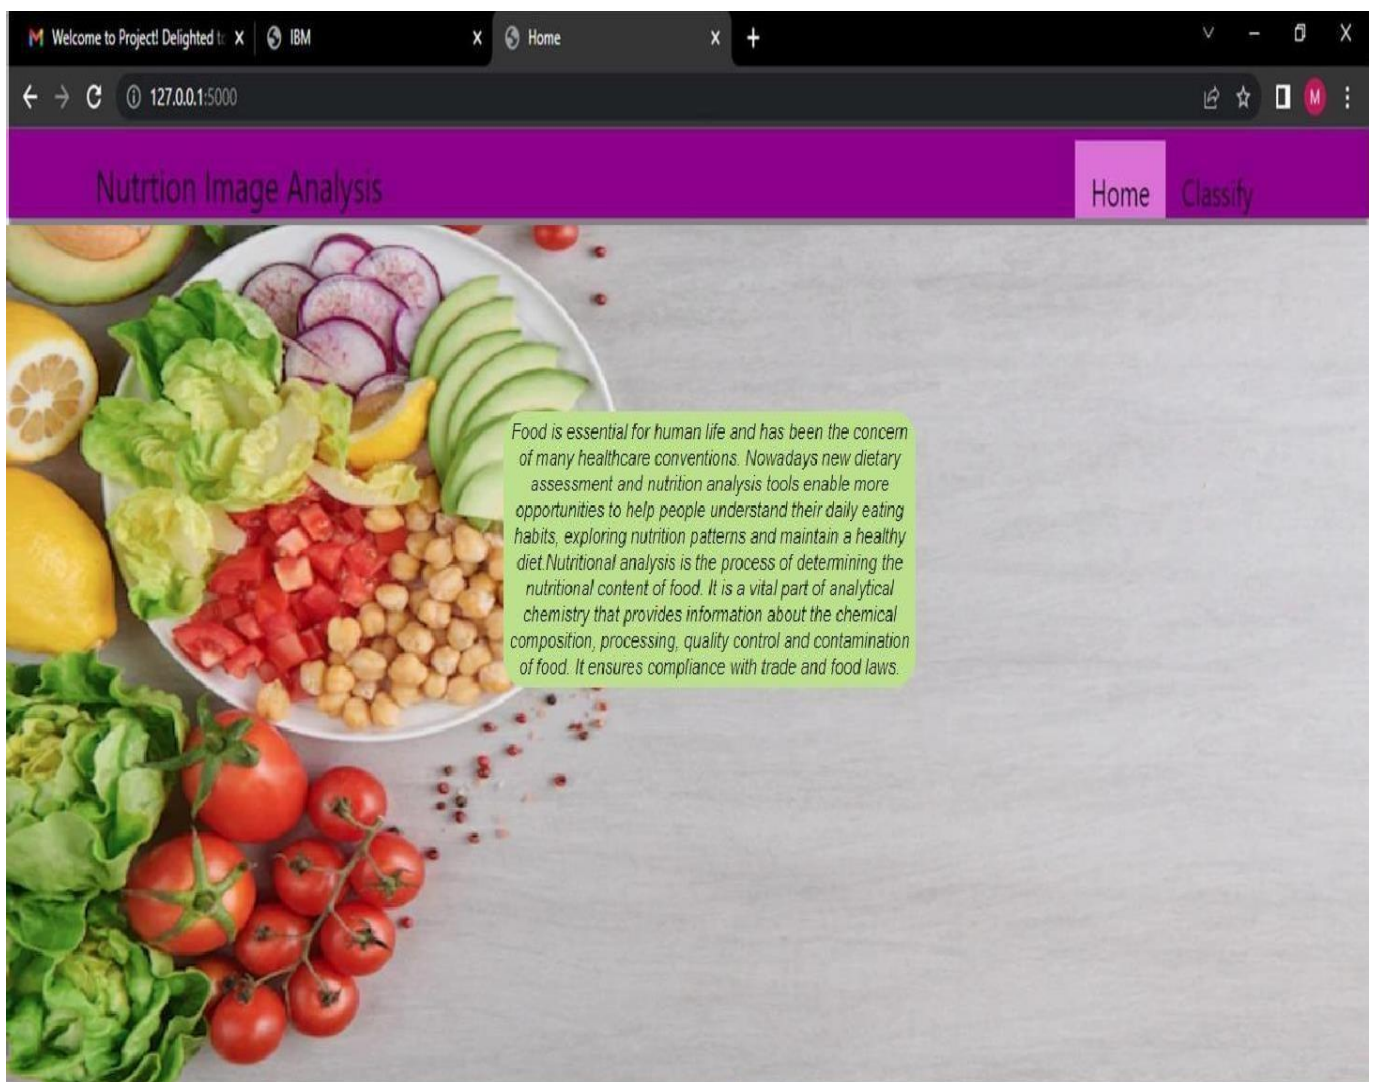 Welcome to Project! Delighted t
IBM
Home
127.0.0.1:5000
M
Nutrtion Image Analysis
Home
Classify
Food is essential for human life and has been the concern
of many healthcare conventions. Nowadays new dietary
assessment and nutrition analysis tools enable more
opportunities to help people understand their daily eating
habits, exploring nutrition patterns and maintain a healthy
diet.Nutritional analysis is the process of determining the
nutritional content of food. It is a vital part of analytical
chemistry that provides information about the chemical
composition, processing, quality control and contamination
of food. It ensures compliance with trade and food laws.